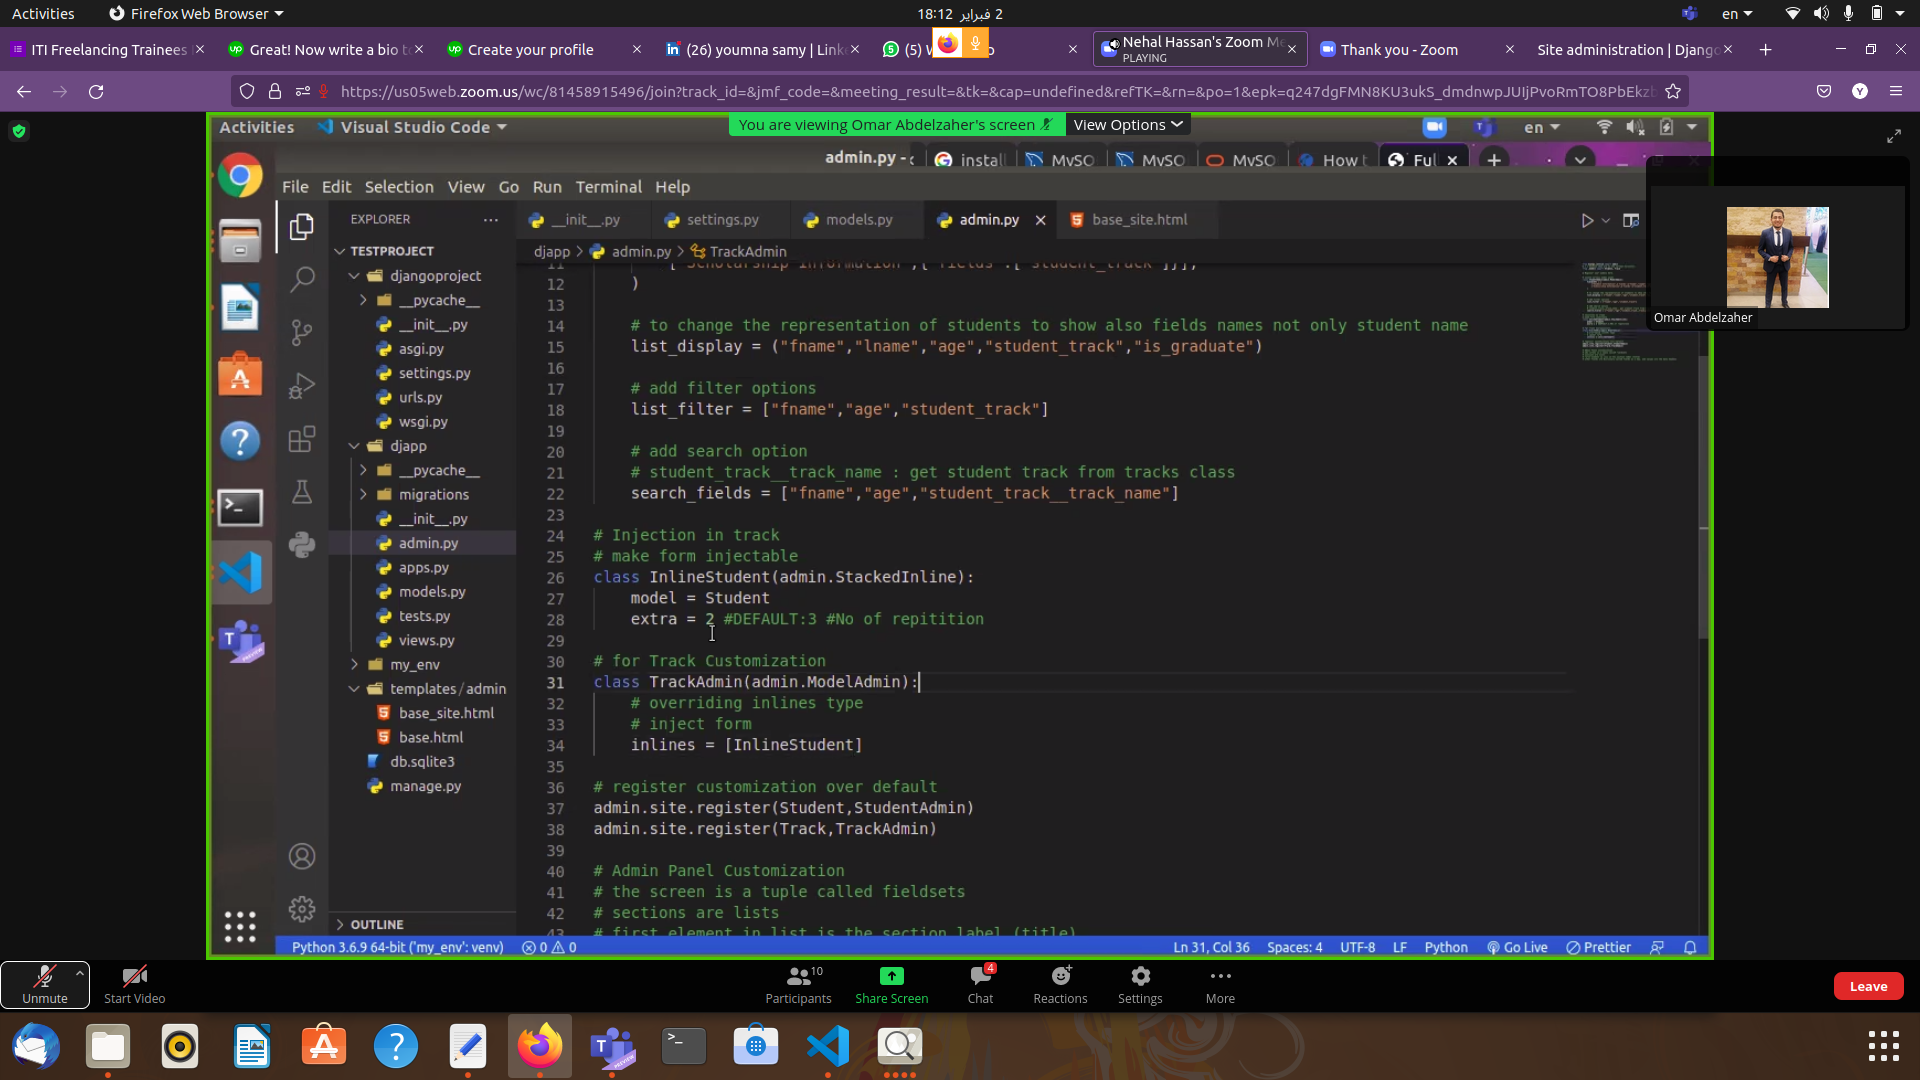 Activities
Firefox Web Browser
18:12 2 فبراير
en
ITI Freelancing Trainees
Great! Now write a bio to
Create your profile
(26) youmna samy | Link
(5) W
Nehal Hassan's Zoom Me
PLAYING
Thank you - Zoom
Site administration | Djang
https://us05web.zoom.us/wc/81458915496/join?track_id=&jmf_code=&meeting_result=&tk=&cap=undefined&refTK=&rn=&po=1&epk=q247dgFMN8KU3ukS_dmdnwpJUIjPvoRmTO8PbEkzb
Y
You are viewing Omar Abdelzaher's screen
View Options
Activities
Visual Studio Code
en
admin.py -
install
MySQ
MySQ
MySQ
How t
Ful
File Edit Selection View Go Run Terminal Help
EXPLORER
__init__.py
settings.py
models.py
admin.py
base_site.html
TESTPROJECT
djapp > admin.py > TrackAdmin
djangoproject
__pycache__
__init__.py
asgi.py
settings.py
urls.py
wsgi.py
djapp
__pycache__
migrations
__init__.py
admin.py
apps.py
models.py
tests.py
views.py
my_env
templates/admin
base_site.html
base.html
db.sqlite3
manage.py
OUTLINE
11 ["Scholarship Information",{"fields":["student_track"]}],
12 )
13
14 # to change the representation of students to show also fields names not only student name
15 list_display = ("fname","lname","age","student_track","is_graduate")
16
17 # add filter options
18 list_filter = ["fname","age","student_track"]
19
20 # add search option
21 # student_track__track_name : get student track from tracks class
22 search_fields = ["fname","age","student_track__track_name"]
23
24 # Injection in track
25 # make form injectable
26 class InlineStudent(admin.StackedInline):
27 model = Student
28 extra = 2 #DEFAULT:3 #No of repitition
29
30 # for Track Customization
31 class TrackAdmin(admin.ModelAdmin):
32 # overriding inlines type
33 # inject form
34 inlines = [InlineStudent]
35
36 # register customization over default
37 admin.site.register(Student,StudentAdmin)
38 admin.site.register(Track,TrackAdmin)
39
40 # Admin Panel Customization
41 # the screen is a tuple called fieldsets
42 # sections are lists
43 # first element in list is the section label (title)
Omar Abdelzaher
Python 3.6.9 64-bit ('my_env': venv)
0 0
Ln 31, Col 36
Spaces: 4
UTF-8
LF
Python
Go Live
Prettier
Unmute
Start Video
10
Participants
Share Screen
4
Chat
Reactions
Settings
More
Leave